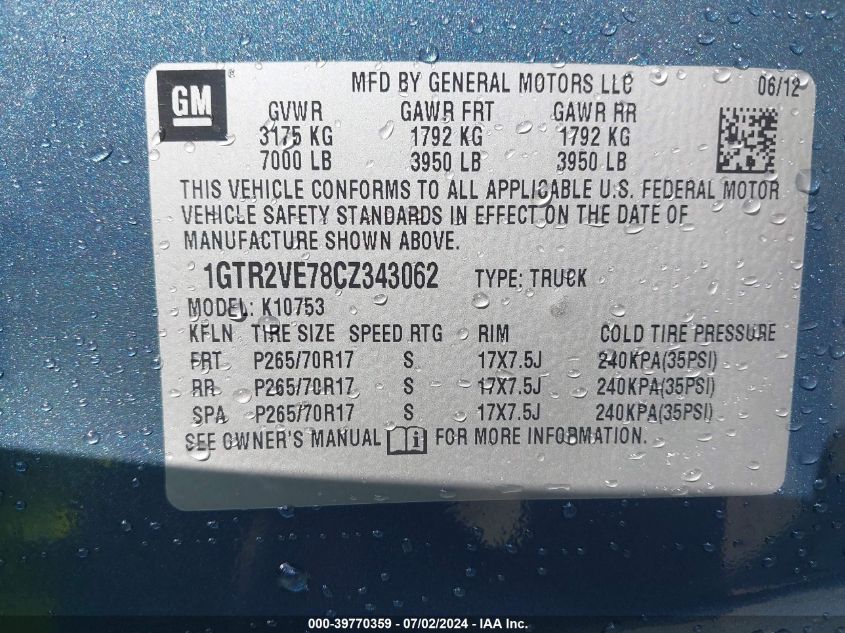 GM ® MFD BY GENERAL MOTORS LLC 06/12
GVWR GAWR FRT GAWR RR
3175 KG 1792 KG 1792 KG
7000 LB 3950 LB 3950 LB
THIS VEHICLE CONFORMS TO ALL APPLICABLE U.S. FEDERAL MOTOR
VEHICLE SAFETY STANDARDS IN EFFECT ON THE DATE OF
MANUFACTURE SHOWN ABOVE.
1GTR2VE78CZ343062 TYPE: TRUCK
MODEL: K10753
KFLN TIRE SIZE SPEED RTG RIM COLD TIRE PRESSURE
FRT P265/70R17 S 17X7.5J 240KPA(35PSI)
RR P265/70R17 S 17X7.5J 240KPA(35PSI)
SPA P265/70R17 S 17X7.5J 240KPA(35PSI)
SEE OWNER'S MANUAL i FOR MORE INFORMATION.
000-39770359 - 07/02/2024 - IAA Inc.